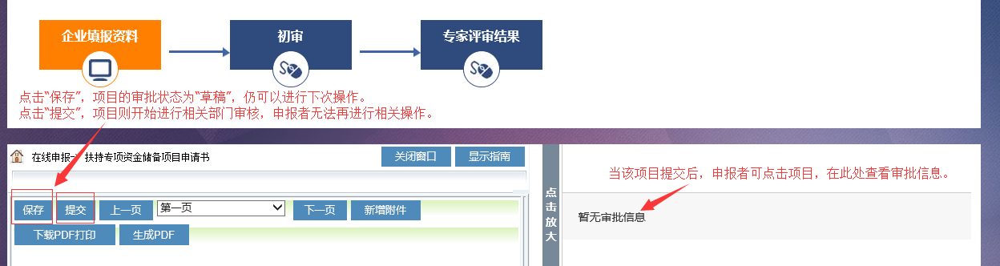 企业填报资料
初审
专家评审结果
点击“保存”，项目的审批状态为“草稿”，仍可以进行下次操作。
点击“提交”，项目则开始进行相关部门审核，申报者无法再进行相关操作。
在线申报-》扶持专项资金储备项目申请书
关闭窗口
显示指南
保存
提交
上一页
第一页
下一页
新增附件
下载PDF打印
生成PDF
点击放大
当该项目提交后，申报者可点击项目，在此处查看审批信息。
暂无审批信息